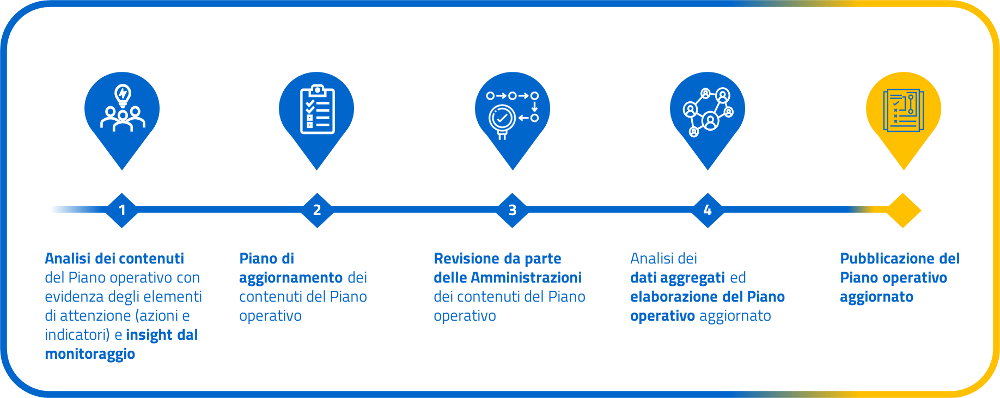 1
2
3
4
Analisi dei contenuti
del Piano operativo con
evidenza degli elementi
di attenzione (azioni e
indicatori) e insight dal
monitoraggio
Piano di
aggiornamento dei
contenuti del Piano
operativo
Revisione da parte
delle Amministrazioni
dei contenuti del Piano
operativo
Analisi dei
dati aggregati ed
elaborazione del Piano
operativo aggiornato
Pubblicazione del
Piano operativo
aggiornato